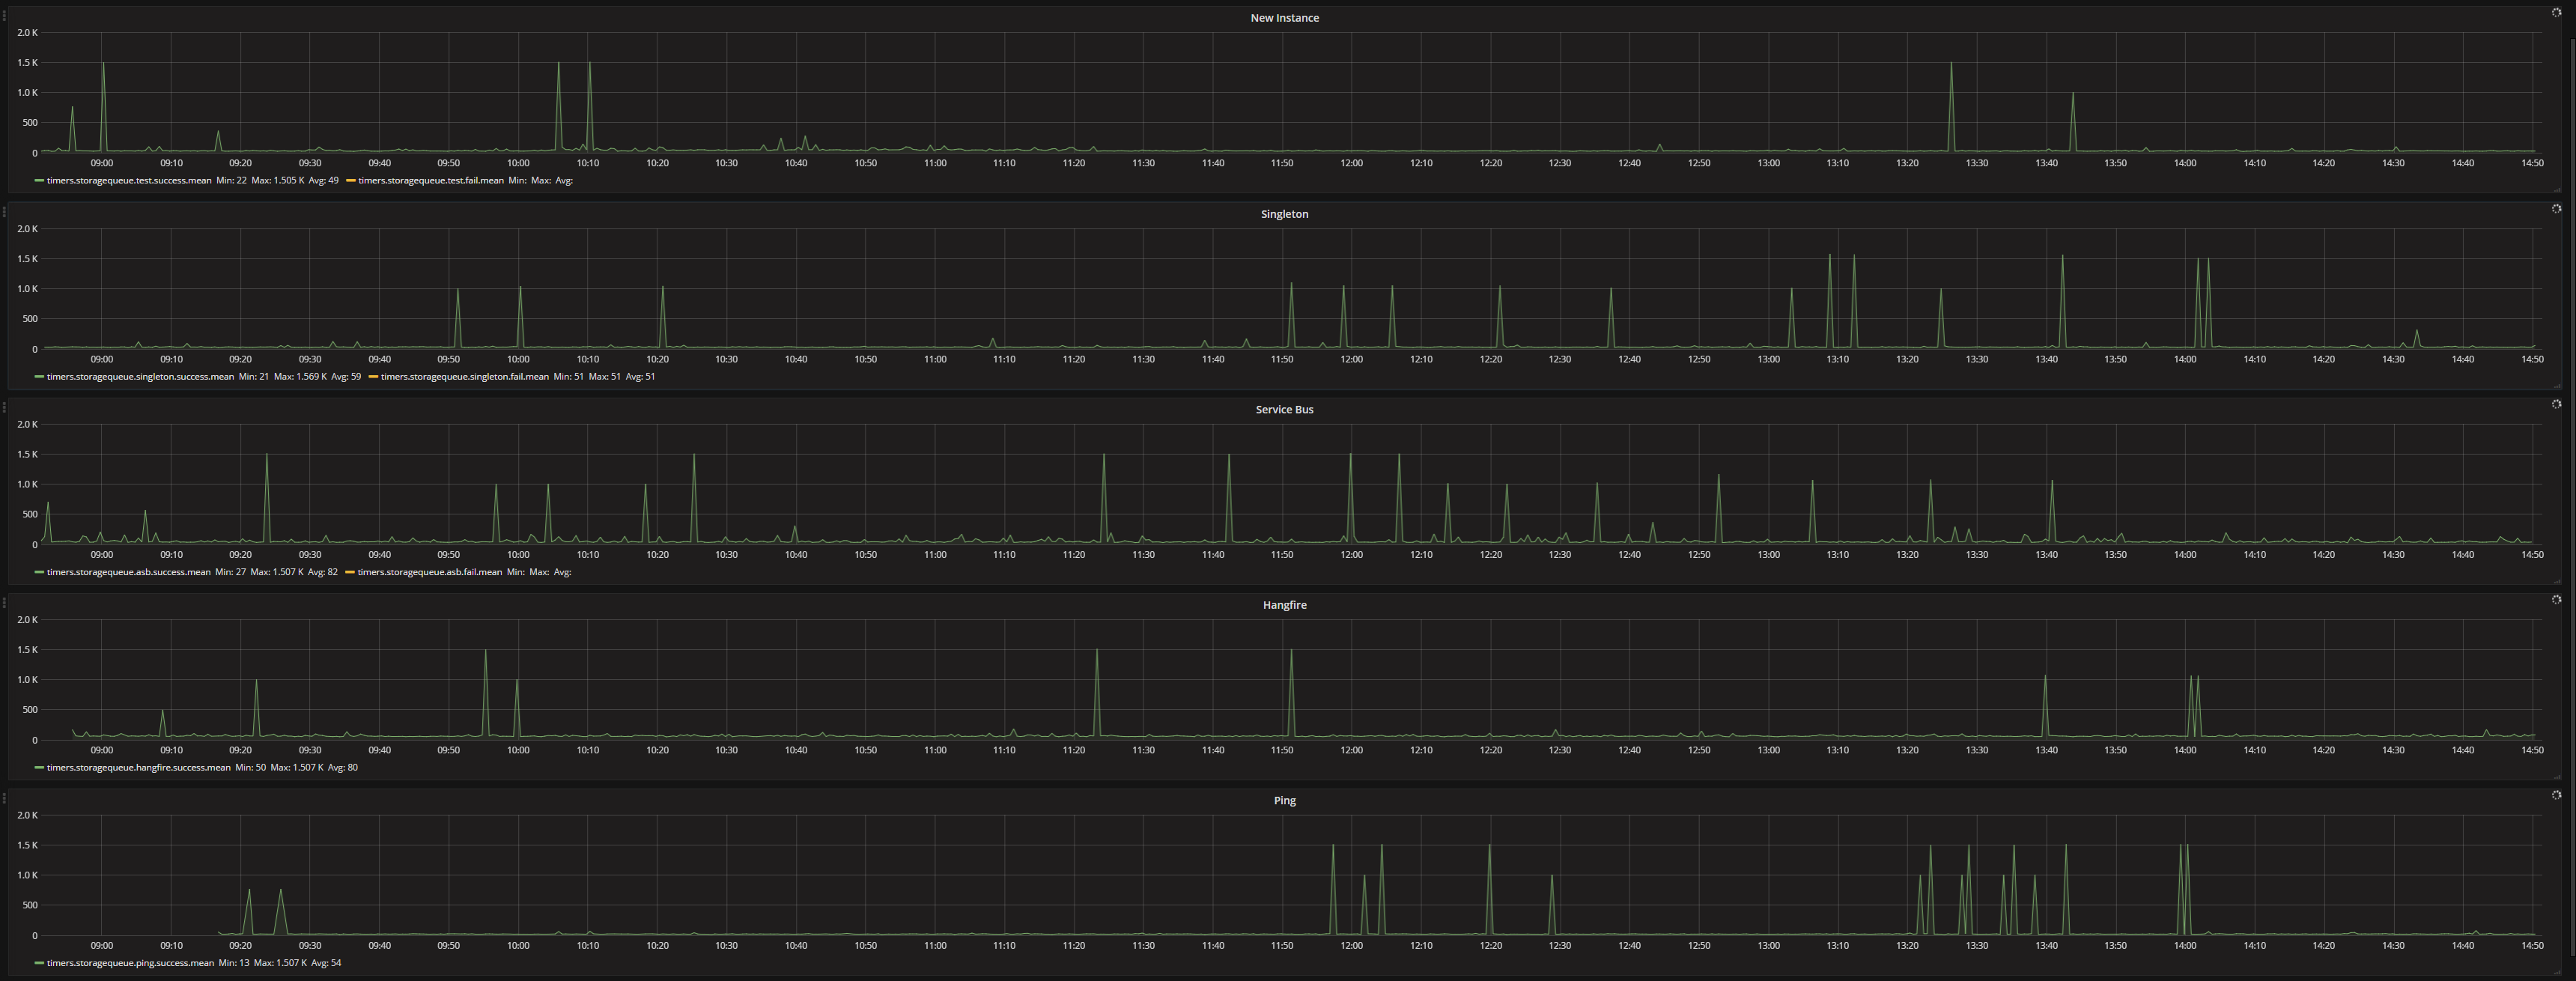 New Instance
2.0 K
1.5 K
1.0 K
500
0
09:00 09:10 09:20 09:30 09:40 09:50 10:00 10:10 10:20 10:30 10:40 10:50 11:00 11:10 11:20 11:30 11:40 11:50 12:00 12:10 12:20 12:30 12:40 12:50 13:00 13:10 13:20 13:30 13:40 13:50 14:00 14:10 14:20 14:30 14:40 14:50
timers.storagequeue.test.success.mean Min: 22 Max: 1.505 K Avg: 49 timers.storagequeue.test.fail.mean Min: Max: Avg:
Singleton
2.0 K
1.5 K
1.0 K
500
0
09:00 09:10 09:20 09:30 09:40 09:50 10:00 10:10 10:20 10:30 10:40 10:50 11:00 11:10 11:20 11:30 11:40 11:50 12:00 12:10 12:20 12:30 12:40 12:50 13:00 13:10 13:20 13:30 13:40 13:50 14:00 14:10 14:20 14:30 14:40 14:50
timers.storagequeue.singleton.success.mean Min: 21 Max: 1.569 K Avg: 59 timers.storagequeue.singleton.fail.mean Min: 51 Max: 51 Avg: 51
Service Bus
2.0 K
1.5 K
1.0 K
500
0
09:00 09:10 09:20 09:30 09:40 09:50 10:00 10:10 10:20 10:30 10:40 10:50 11:00 11:10 11:20 11:30 11:40 11:50 12:00 12:10 12:20 12:30 12:40 12:50 13:00 13:10 13:20 13:30 13:40 13:50 14:00 14:10 14:20 14:30 14:40 14:50
timers.storagequeue.asb.success.mean Min: 27 Max: 1.507 K Avg: 82 timers.storagequeue.asb.fail.mean Min: Max: Avg:
Hangfire
2.0 K
1.5 K
1.0 K
500
0
09:00 09:10 09:20 09:30 09:40 09:50 10:00 10:10 10:20 10:30 10:40 10:50 11:00 11:10 11:20 11:30 11:40 11:50 12:00 12:10 12:20 12:30 12:40 12:50 13:00 13:10 13:20 13:30 13:40 13:50 14:00 14:10 14:20 14:30 14:40 14:50
timers.storagequeue.hangfire.success.mean Min: 50 Max: 1.507 K Avg: 80
Ping
2.0 K
1.5 K
1.0 K
500
0
09:00 09:10 09:20 09:30 09:40 09:50 10:00 10:10 10:20 10:30 10:40 10:50 11:00 11:10 11:20 11:30 11:40 11:50 12:00 12:10 12:20 12:30 12:40 12:50 13:00 13:10 13:20 13:30 13:40 13:50 14:00 14:10 14:20 14:30 14:40 14:50
timers.storagequeue.ping.success.mean Min: 13 Max: 1.507 K Avg: 54